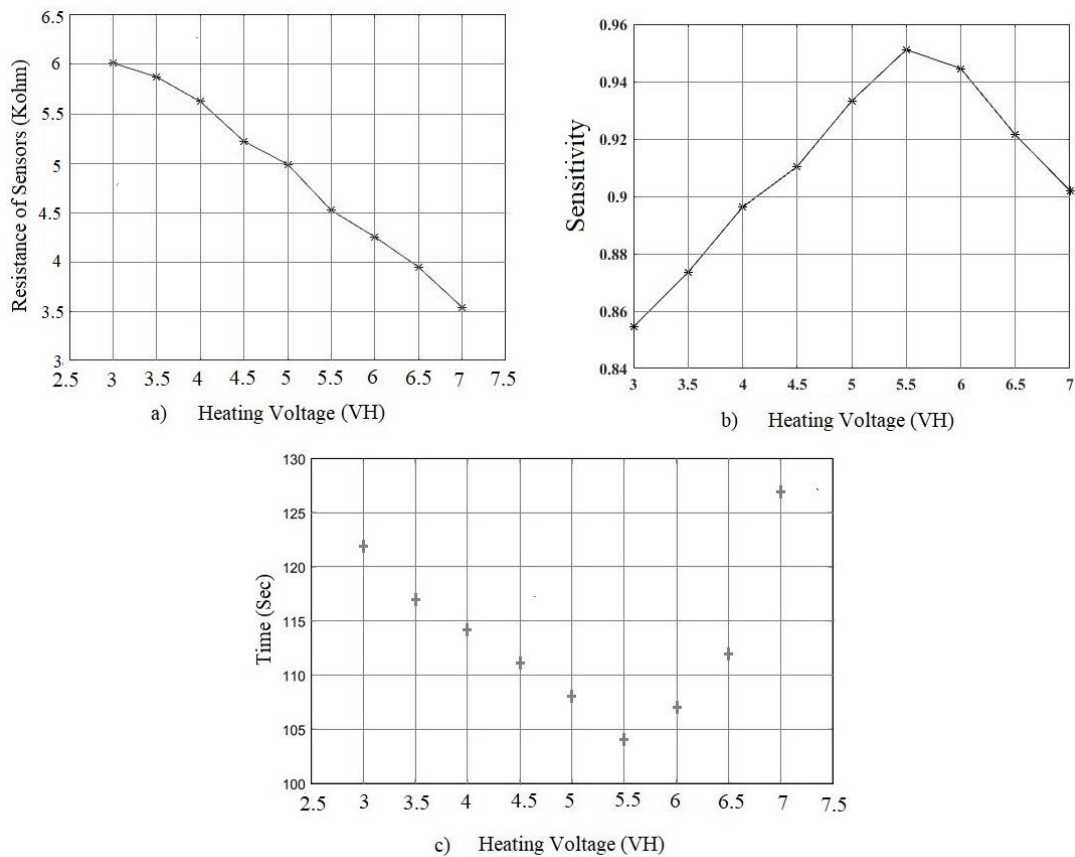 6.5
6
5.5
5
4.5
4
3.5
3
Resistance of Sensors (Kohm)
2.5 3 3.5 4 4.5 5 5.5 6 6.5 7 7.5
a) Heating Voltage (VH)
0.96
0.94
0.92
0.9
0.88
0.86
0.84
Sensitivity
3 3.5 4 4.5 5 5.5 6 6.5 7
b) Heating Voltage (VH)
130
125
120
115
110
105
100
Time (Sec)
2.5 3 3.5 4 4.5 5 5.5 6 6.5 7 7.5
c) Heating Voltage (VH)